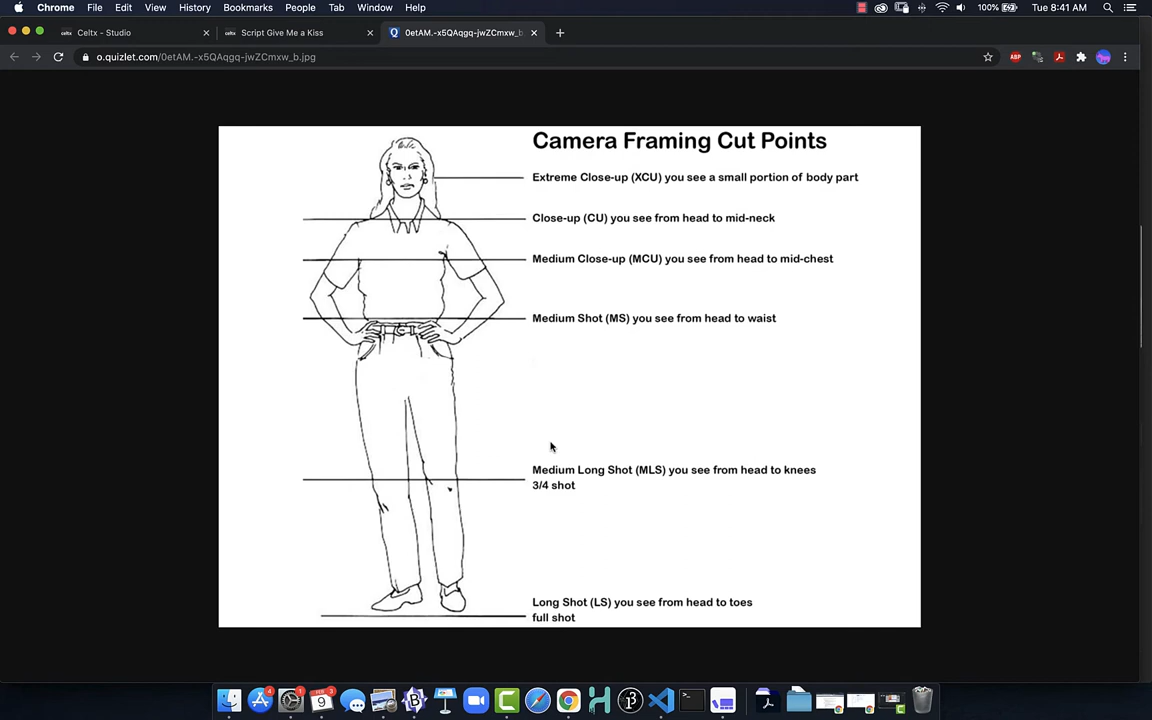 Chrome File Edit View History Bookmarks People Tab Window Help 100% Tue 8:41 AM
celtx Celtx - Studio celtx Script Give Me a Kiss 0etAM.-x5QAqgq-jwZCmxw_b
o.quizlet.com/0etAM.-x5QAqgq-jwZCmxw_b.jpg
Camera Framing Cut Points
Extreme Close-up (XCU) you see a small portion of body part
Close-up (CU) you see from head to mid-neck
Medium Close-up (MCU) you see from head to mid-chest
Medium Shot (MS) you see from head to waist
Medium Long Shot (MLS) you see from head to knees
3/4 shot
Long Shot (LS) you see from head to toes
full shot